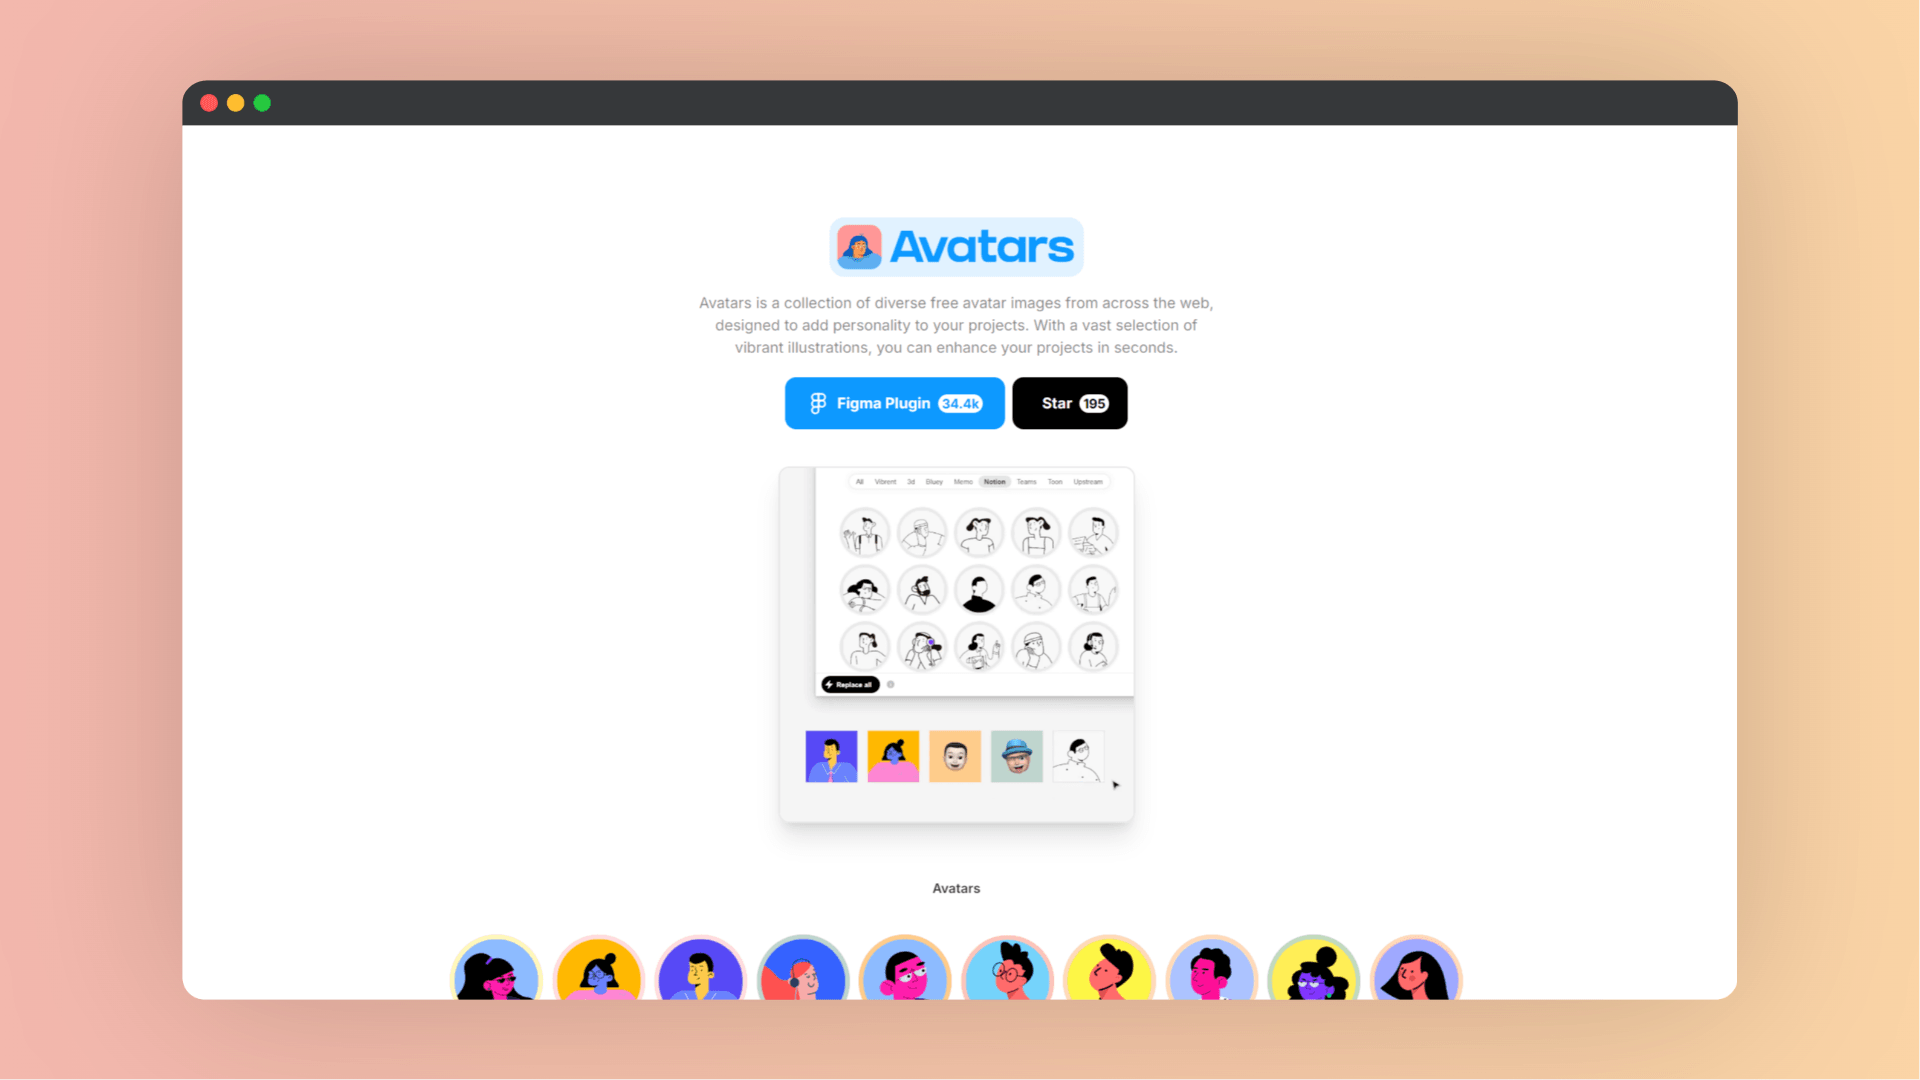 Avatars
Avatars is a collection of diverse free avatar images from across the web,
designed to add personality to your projects. With a vast selection of
vibrant illustrations, you can enhance your projects in seconds.
Figma Plugin 34.4k
Star 195
All Vibrent 3d Bluey Memo Notion Teams Toon Upstream
Replace all
Avatars